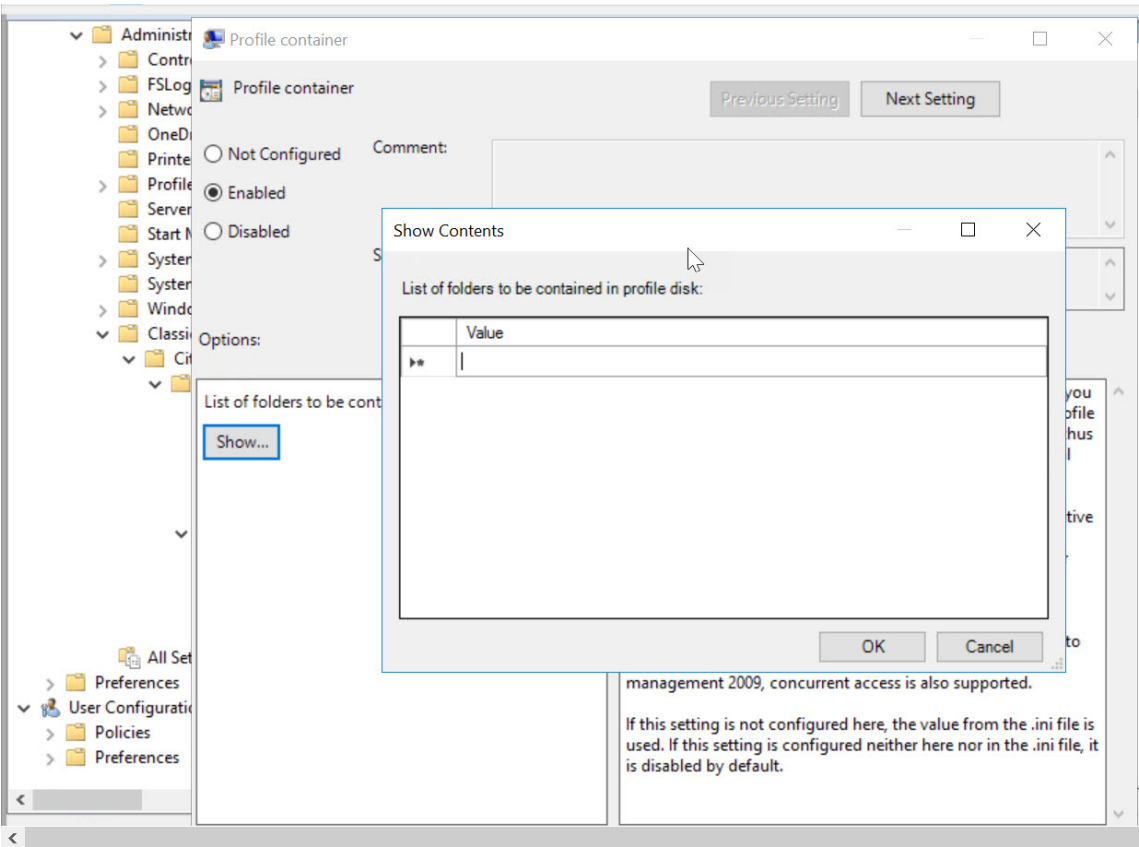 Administr
Profile container
Contr
FSLog
Profile container
Previous Setting
Next Setting
Netwo
OneDr
Printe
Not Configured
Comment:
Profile
Enabled
Server
Start M
Disabled
Show Contents
S
System
System
List of folders to be contained in profile disk:
Windo
Classi
Options:
Value
Cit
List of folders to be cont
Show...
you
ofile
hus
l
tive
r
OK
Cancel
to
All Set
Preferences
management 2009, concurrent access is also supported.
User Configuratio
Policies
If this setting is not configured here, the value from the .ini file is
used. If this setting is configured neither here nor in the .ini file, it
Preferences
is disabled by default.